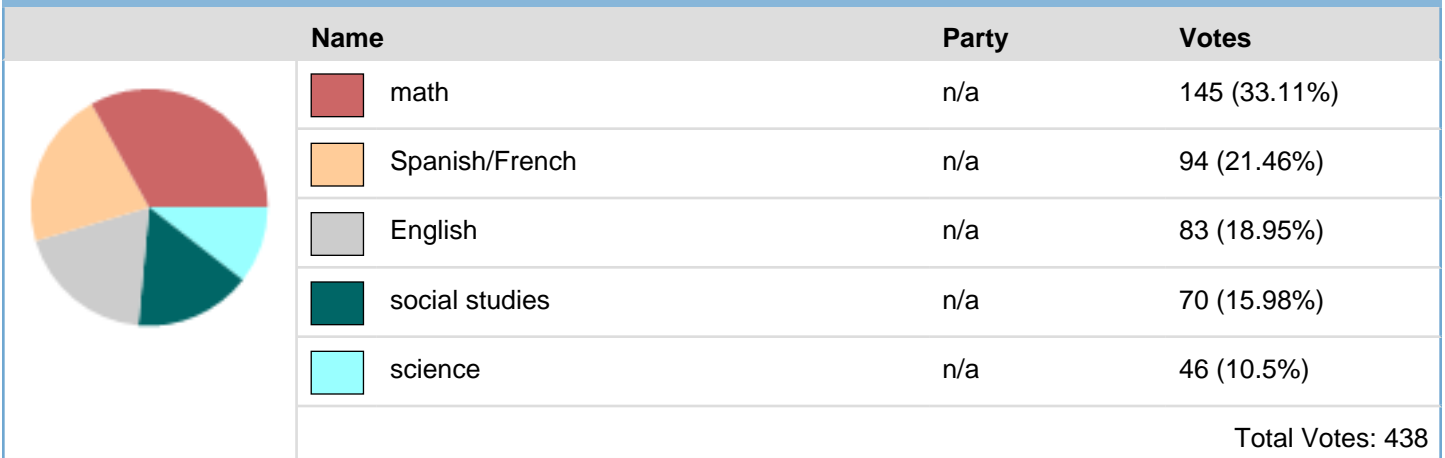 Name Party Votes
math n/a 145 (33.11%)
Spanish/French n/a 94 (21.46%)
English n/a 83 (18.95%)
social studies n/a 70 (15.98%)
science n/a 46 (10.5%)
Total Votes: 438